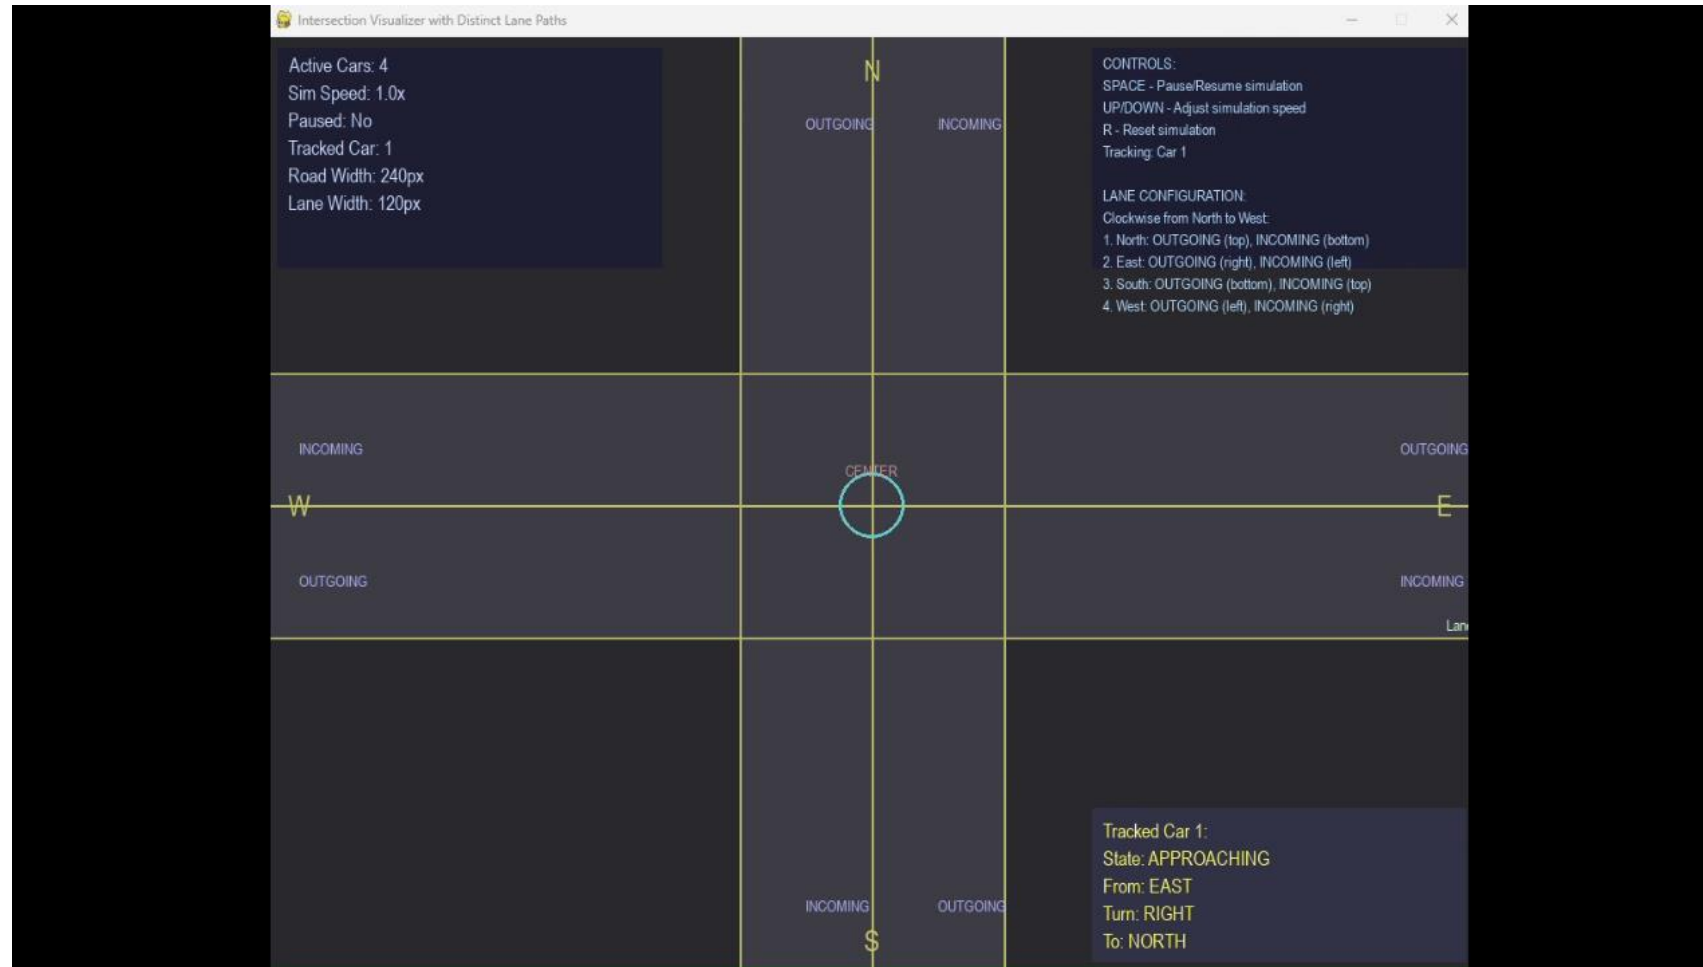 Intersection Visualizer with Distinct Lane Paths
Active Cars: 4
Sim Speed: 1.0x
Paused: No
Tracked Car: 1
Road Width: 240px
Lane Width: 120px
N
OUTGOING INCOMING
CONTROLS:
SPACE - Pause/Resume simulation
UP/DOWN - Adjust simulation speed
R - Reset simulation
Tracking: Car 1
LANE CONFIGURATION:
Clockwise from North to West:
1. North: OUTGOING (top), INCOMING (bottom)
2. East: OUTGOING (right), INCOMING (left)
3. South: OUTGOING (bottom), INCOMING (top)
4. West: OUTGOING (left), INCOMING (right)
INCOMING
OUTGOING
CENTER
W
E
OUTGOING
INCOMING
Lane
INCOMING OUTGOING
S
Tracked Car 1:
State: APPROACHING
From: EAST
Turn: RIGHT
To: NORTH